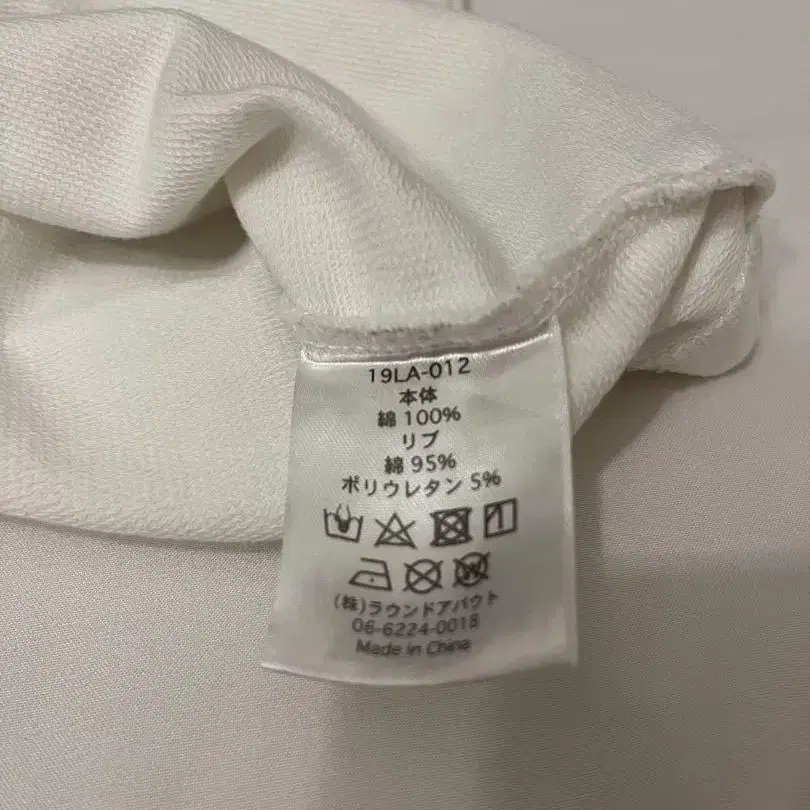 19LA-012
本体
綿 100%
リブ
綿 95%
ポリウレタン 5%
(株)ラウンドアバウト
06-6224-0018
Made in China